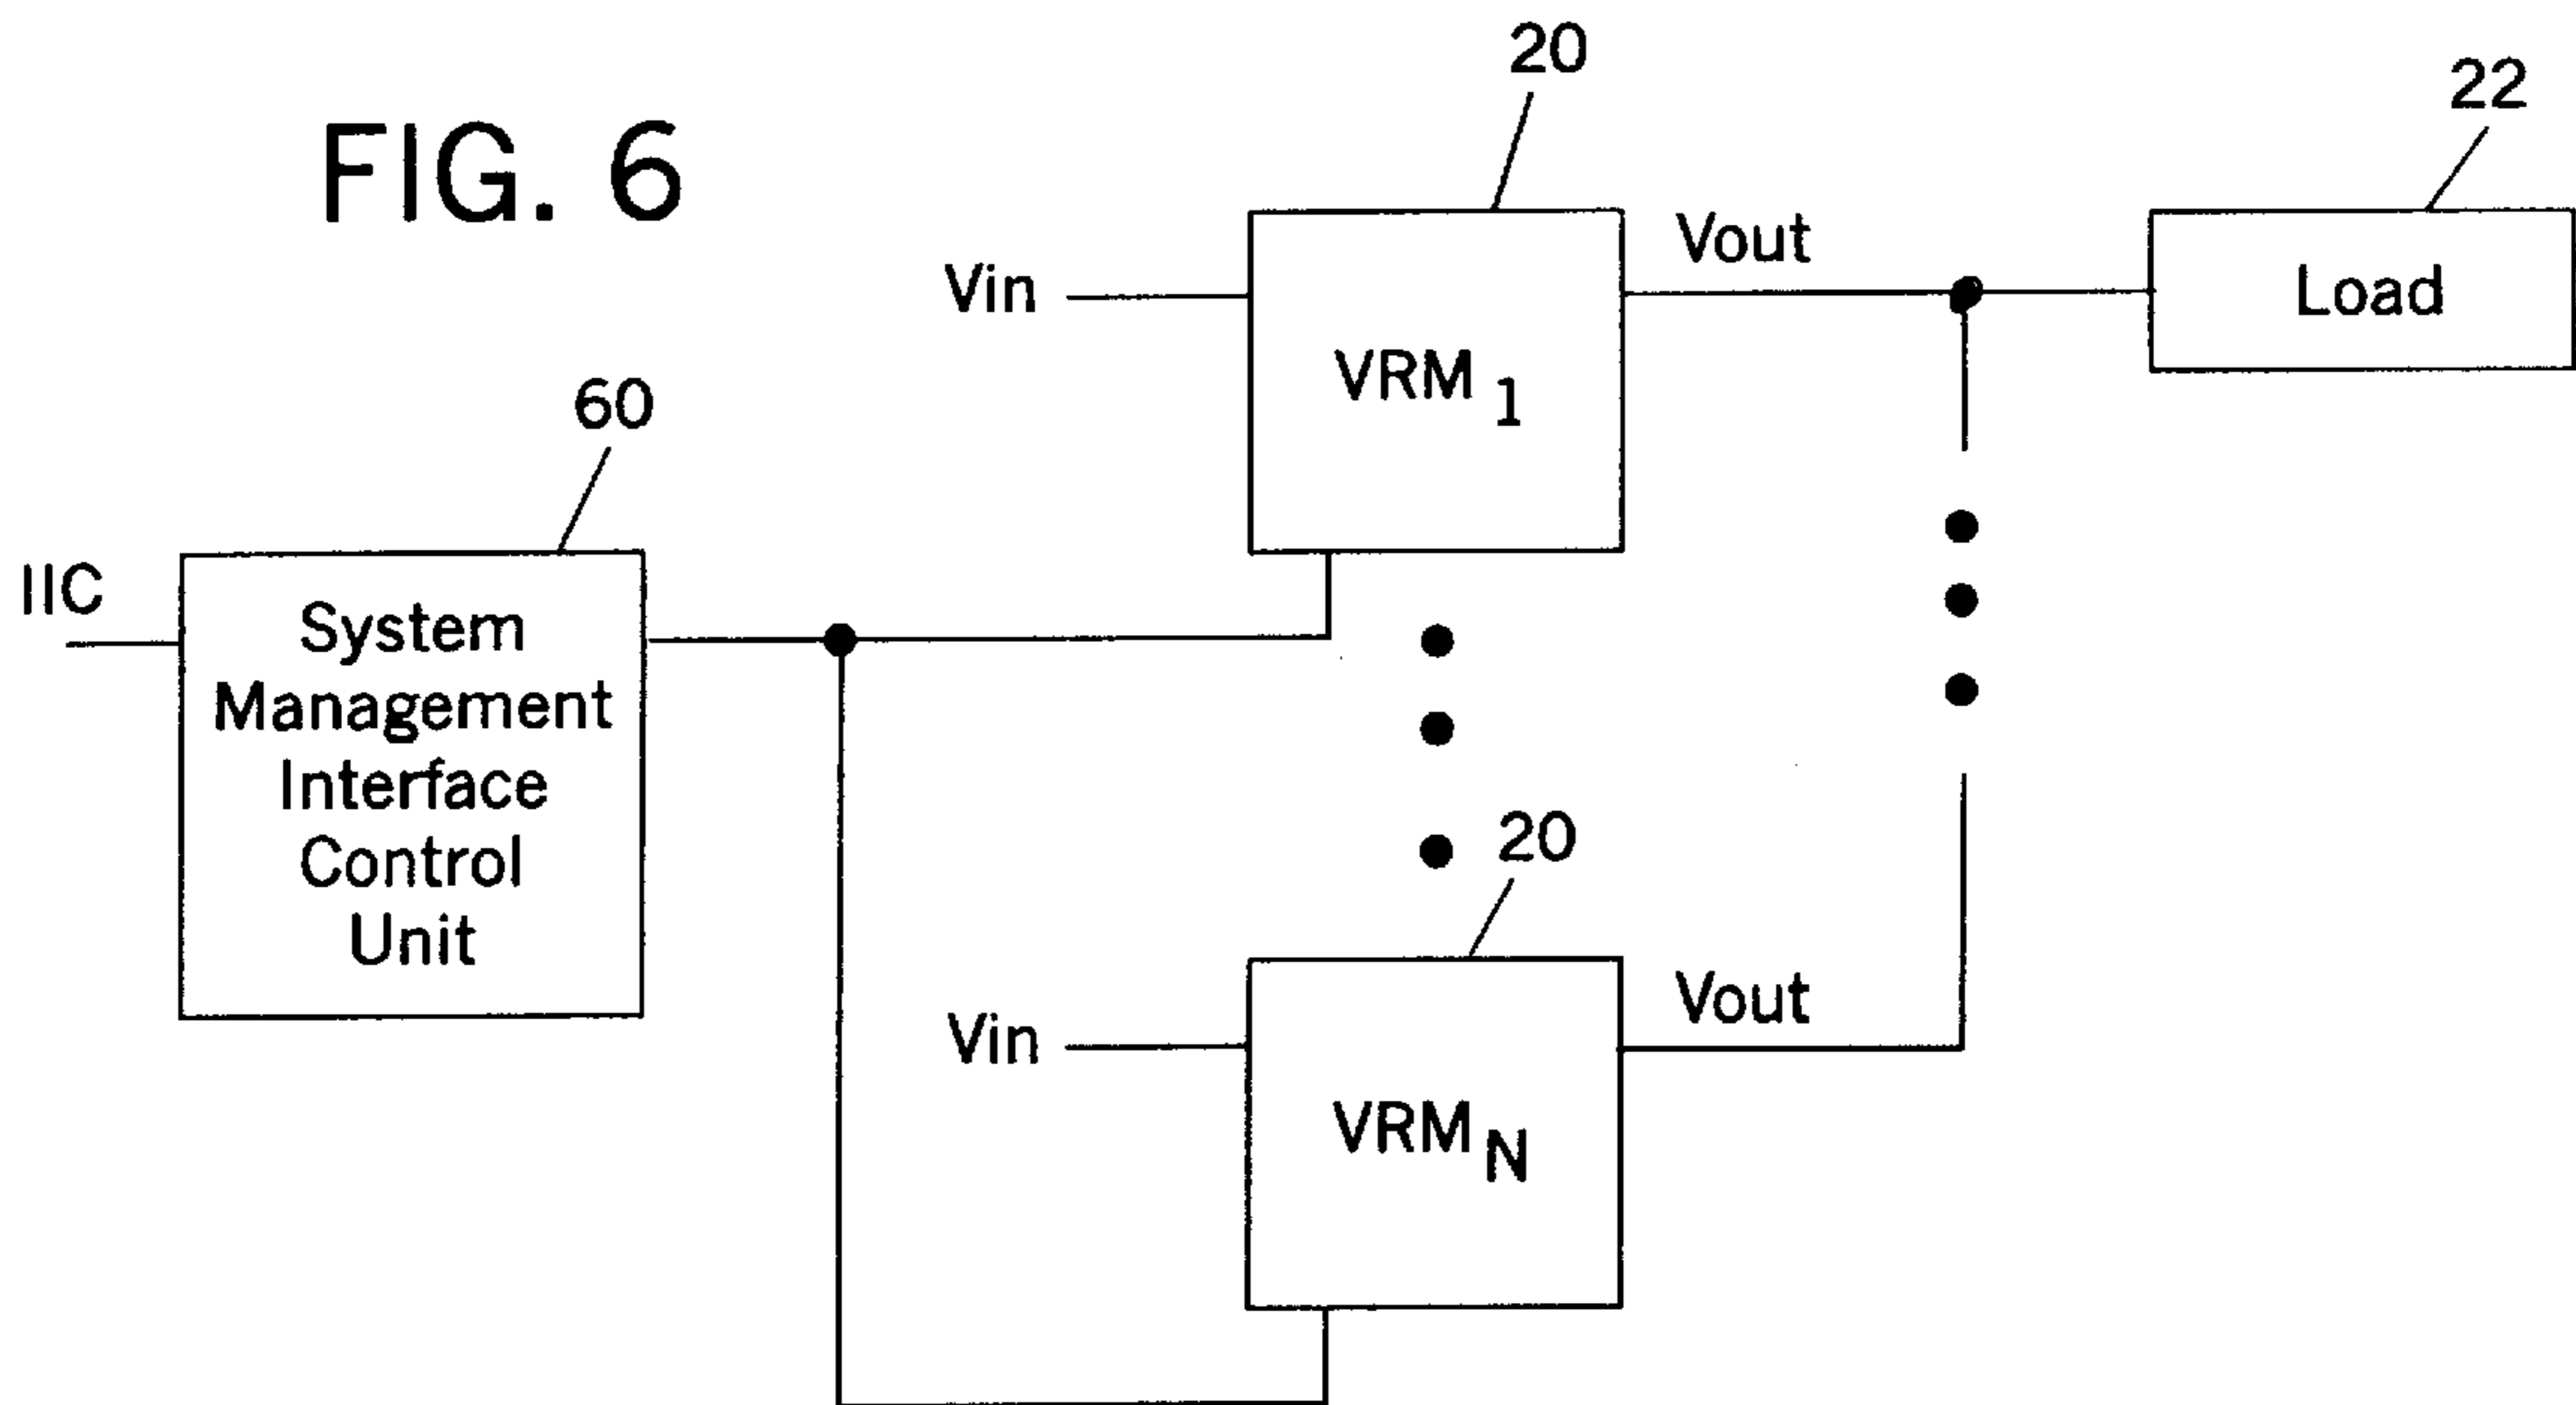 FIG. 6
20
22
Vin
VRM 1
Vout
Load
60
IIC
System
Management
Interface
Control
Unit
20
Vin
VRM N
Vout